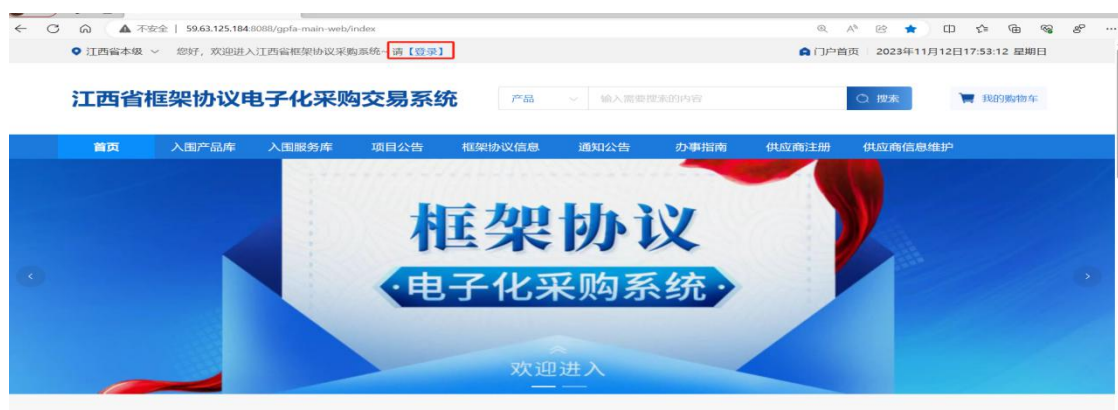 不安全 | 59.63.125.184:8088/gpfa-main-web/index
江西省本级 您好，欢迎进入江西省框架协议采购系统~ 请【登录】 门户首页 2023年11月12日17:53:12 星期日
江西省框架协议电子化采购交易系统 产品 输入需要搜索的内容 搜索 我的购物车
首页 入围产品库 入围服务库 项目公告 框架协议信息 通知公告 办事指南 供应商注册 供应商信息维护
框架协议
·电子化采购系统·
欢迎进入